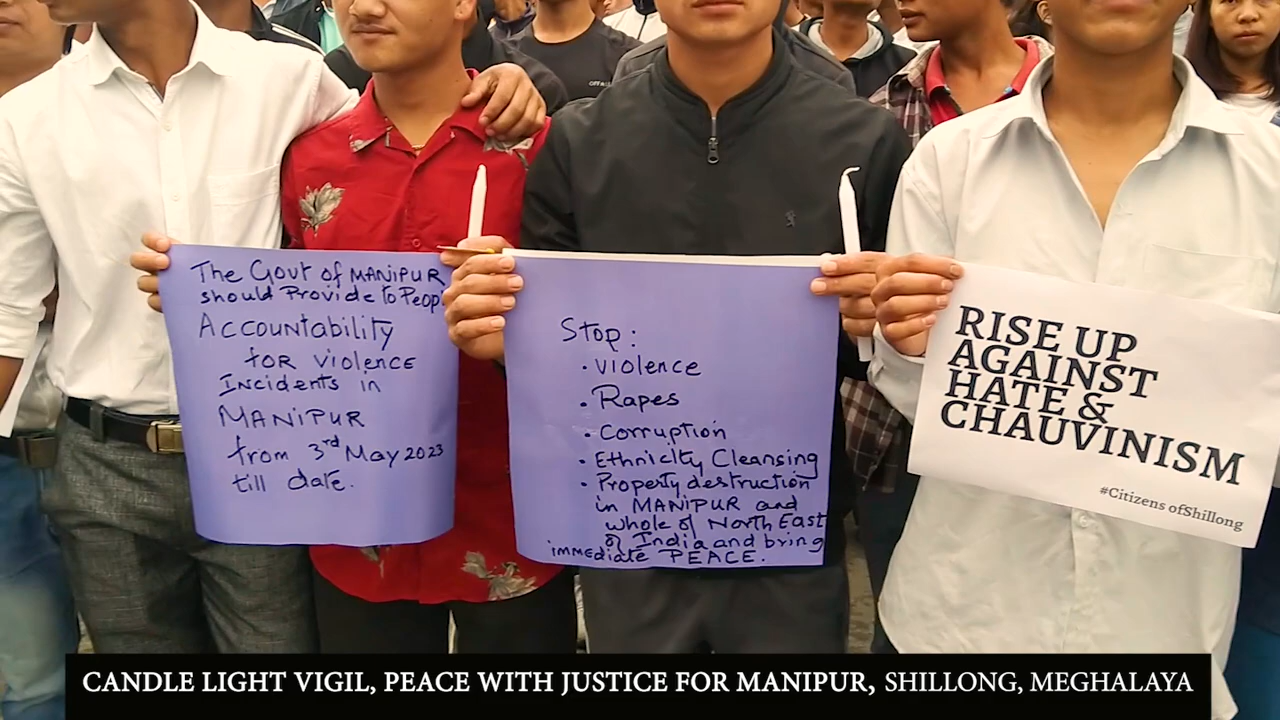 The Govt of MANIPUR
should Provide to Peop
Accountability
for violence
Incidents in
MANIPUR
from 3rd May 2023
till date.
Stop:
• violence
• Rapes
• Corruption
• Ethnicity Cleansing
• Property destruction
in MANIPUR and
whole of North East
of India and bring
immediate PEACE.
RISE UP
AGAINST
HATE &
CHAUVINISM
#Citizens ofShillong
CANDLE LIGHT VIGIL, PEACE WITH JUSTICE FOR MANIPUR, SHILLONG, MEGHALAYA